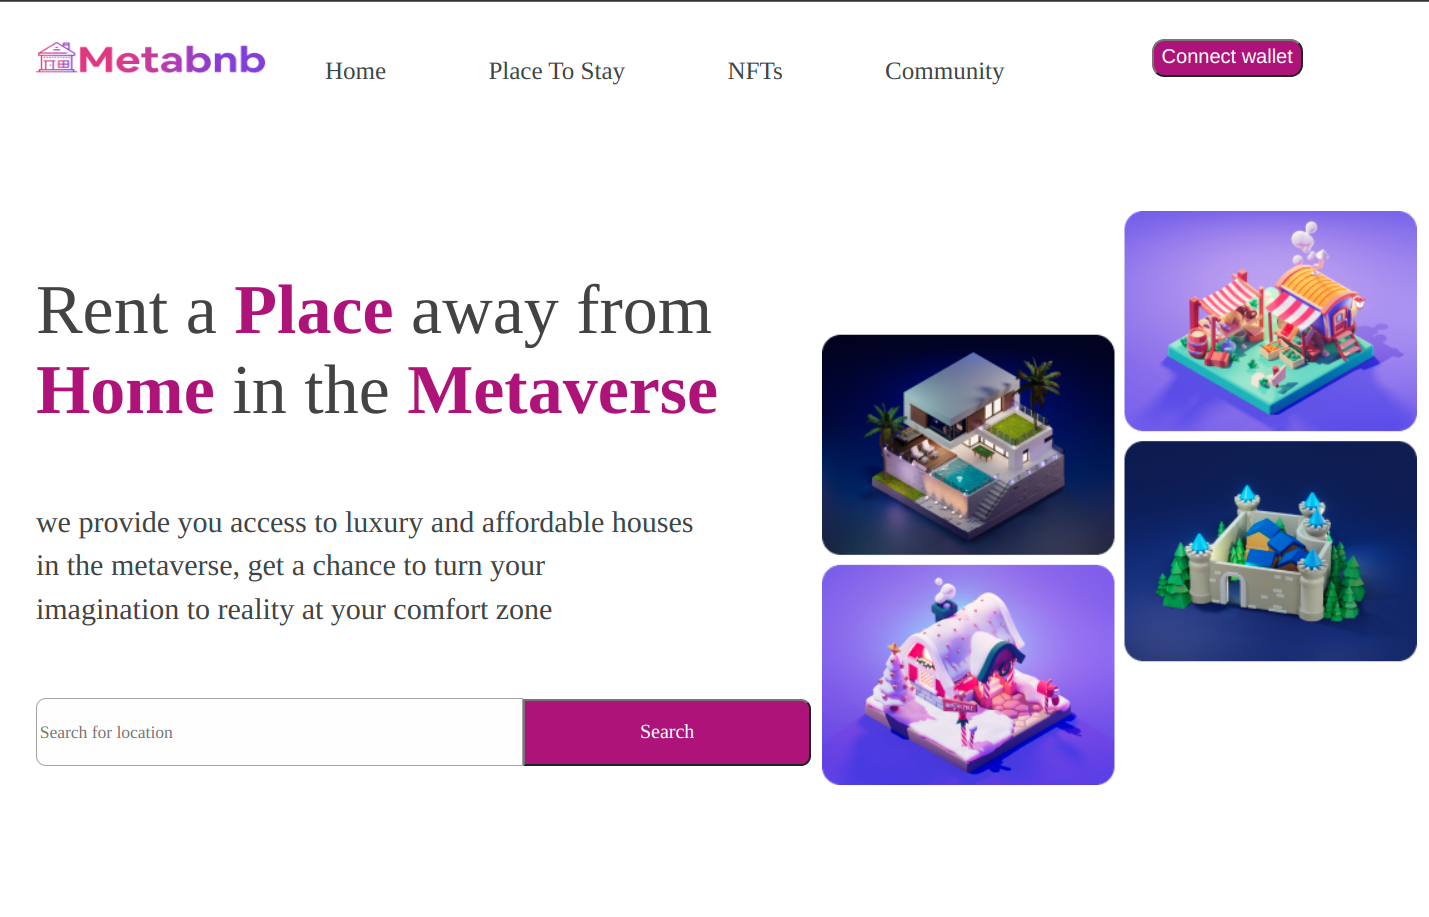 Metabnb
Home
Place To Stay
NFTs
Community
Connect wallet
Rent a Place away from
Home in the Metaverse
we provide you access to luxury and affordable houses
in the metaverse, get a chance to turn your
imagination to reality at your comfort zone
Search for location
Search